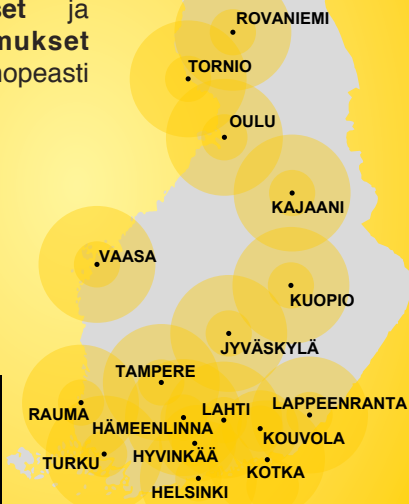 set ja
mukset
nopeasti
ROVANIEMI
TORNIO
OULU
KAJAANI
VAASA
KUOPIO
JYVÄSKYLÄ
TAMPERE
RAUMA
LAHTI
LAPPEENRANTA
HÄMEENLINNA
KOUVOLA
TURKU
HYVINKÄÄ
KOTKA
HELSINKI